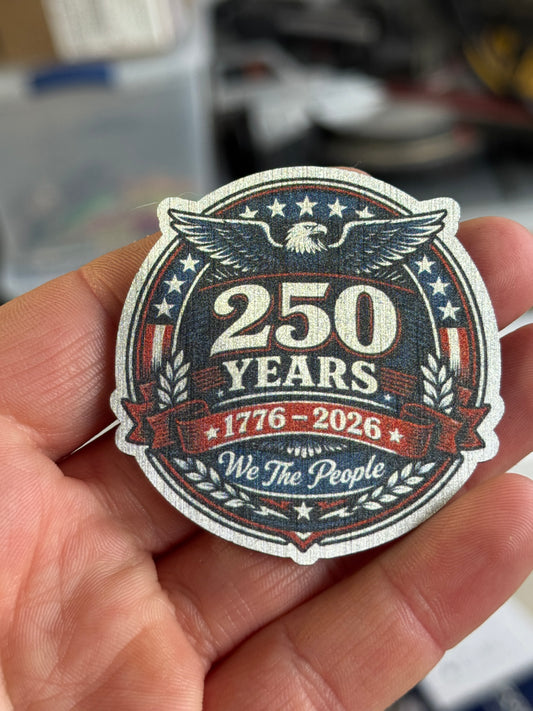 250
YEARS
1776 – 2026
We The People